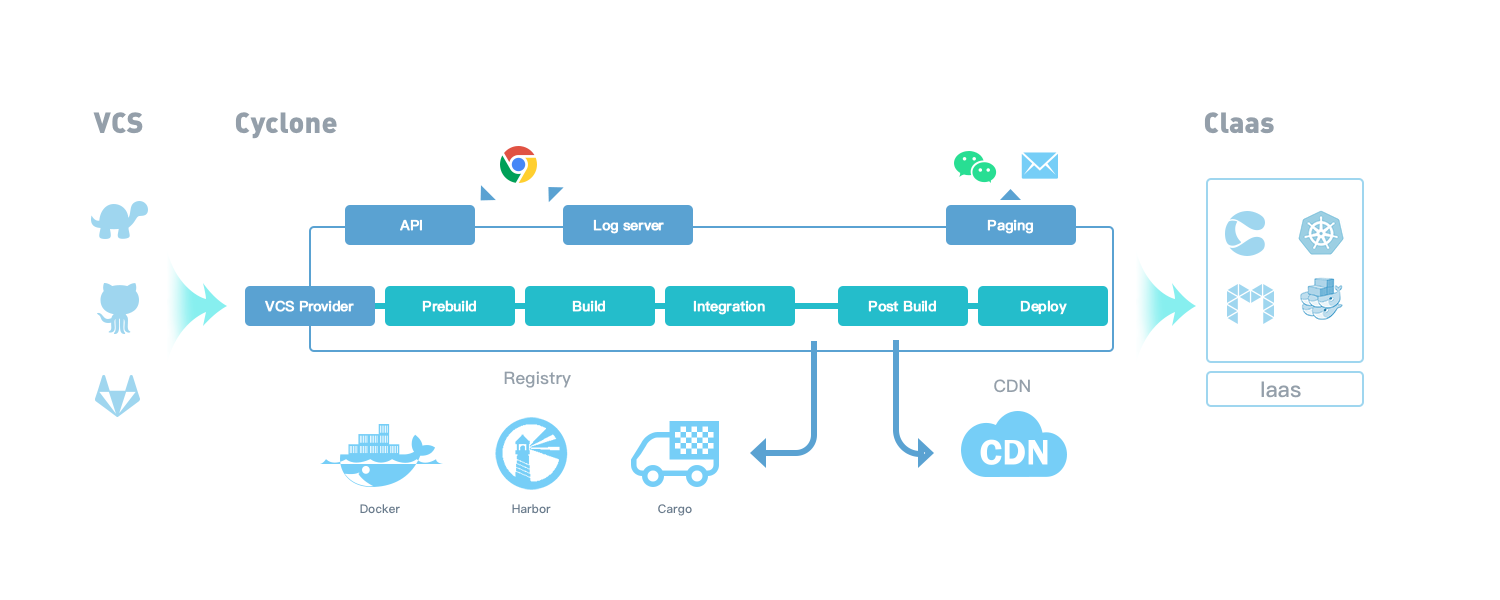 VCS
Cyclone
Claas
API
Log server
Paging
VCS Provider
Prebuild
Build
Integration
Post Build
Deploy
Registry
CDN
Iaas
CDN
Docker
Harbor
Cargo